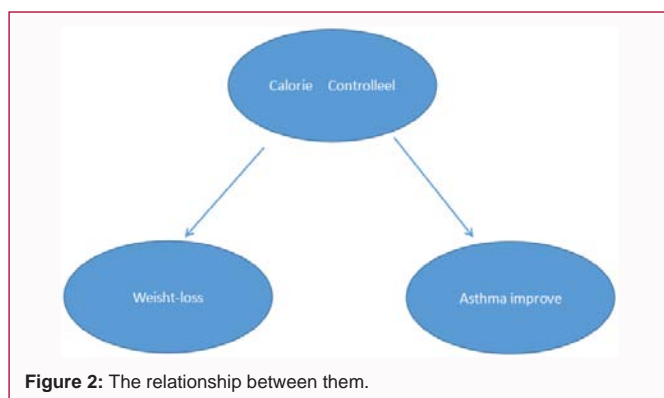 Calorie Controlleel
Weisht-loss
Asthma improve
Figure 2: The relationship between them.